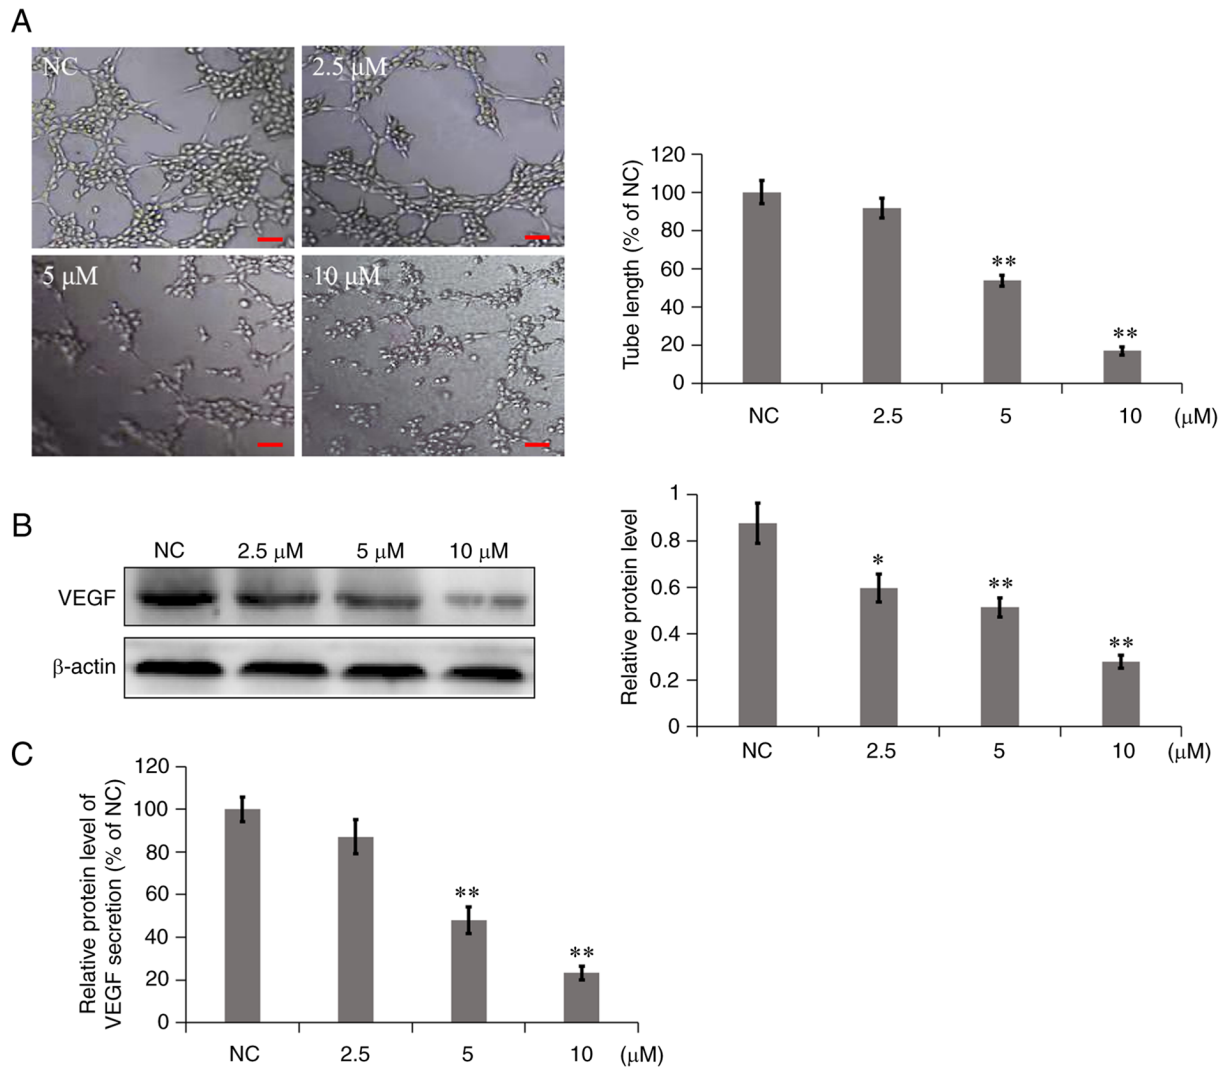 A
NC
2.5 μM
5 μM
10 μM
120
100
80
60
40
20
0
Tube length (% of NC)
**
**
NC 2.5 5 10 (μM)
B
NC 2.5 μM 5 μM 10 μM
VEGF
β-actin
1
0.8
0.6
0.4
0.2
0
Relative protein level
*
**
**
NC 2.5 5 10 (μM)
C
120
100
80
60
40
20
0
Relative protein level of
VEGF secretion (% of NC)
**
**
NC 2.5 5 10 (μM)